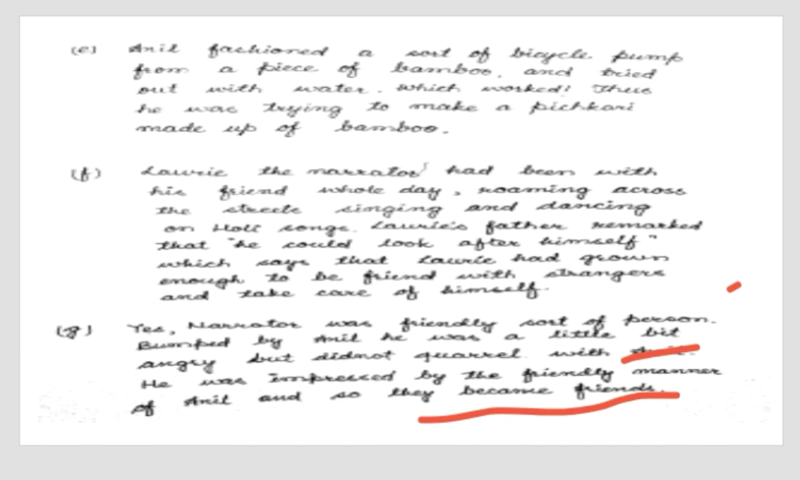 (e) Anil fashioned a sort of bicycle pump
from a piece of bamboo, and tried
out with water. which worked! Thus
he was trying to make a pichkari
made up of bamboo.
(f) Laurie the narrator had been with
his friend whole day, roaming across
the streets singing and dancing
on Holi songs. Laurie's father remarked
that "he could look after himself"
which says that Laurie had grown
enough to be friend with strangers
and take care of himself.
(g) Yes, Narrator was friendly sort of person.
Bumped by Anil he was a little bit
angry but didnot quarrel with Anil.
He was impressed by the friendly manner
of Anil and so they became friends.